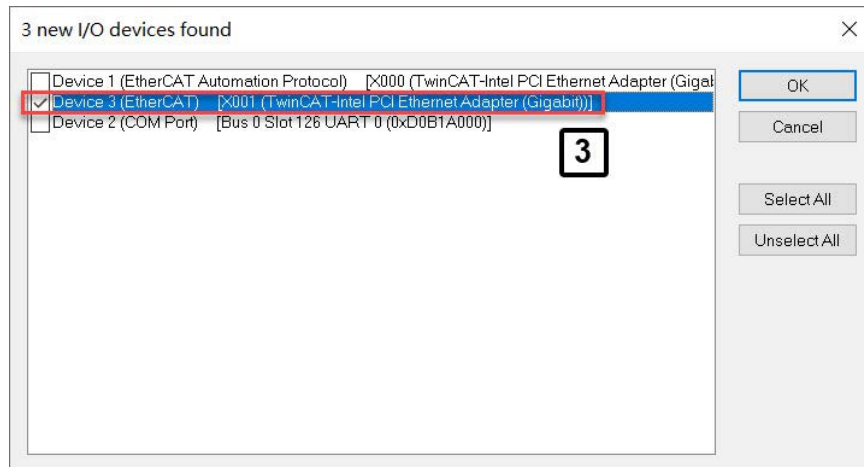 3 new I/O devices found
Device 1 (EtherCAT Automation Protocol) [X000 (TwinCAT-Intel PCI Ethernet Adapter (Gigal
Device 3 (EtherCAT) [X001 (TwinCAT-Intel PCI Ethernet Adapter (Gigabit))]
Device 2 (COM Port) [Bus 0 Slot 126 UART 0 (0xD0B1A000)]
3
OK
Cancel
Select All
Unselect All